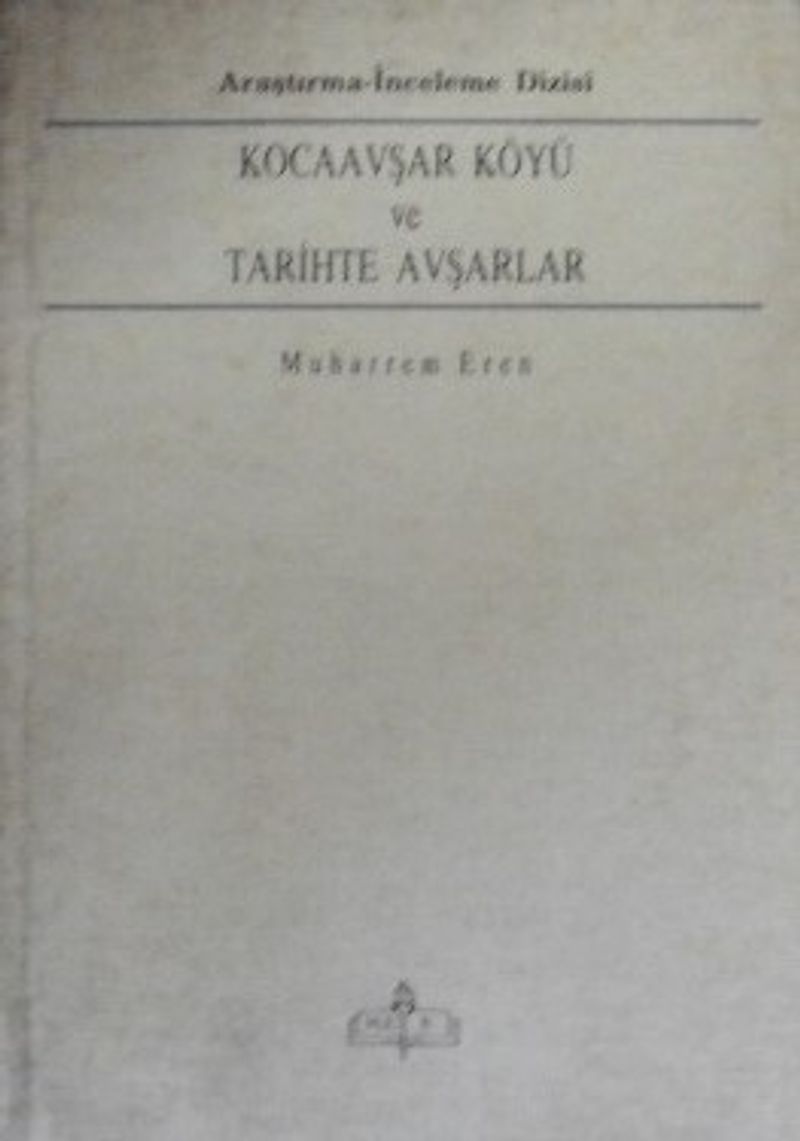 Araştırma-İnceleme Dizisi
KOCAAVŞAR KÖYÜ
ve
TARİHTE AVŞARLAR
Muharrem Eren